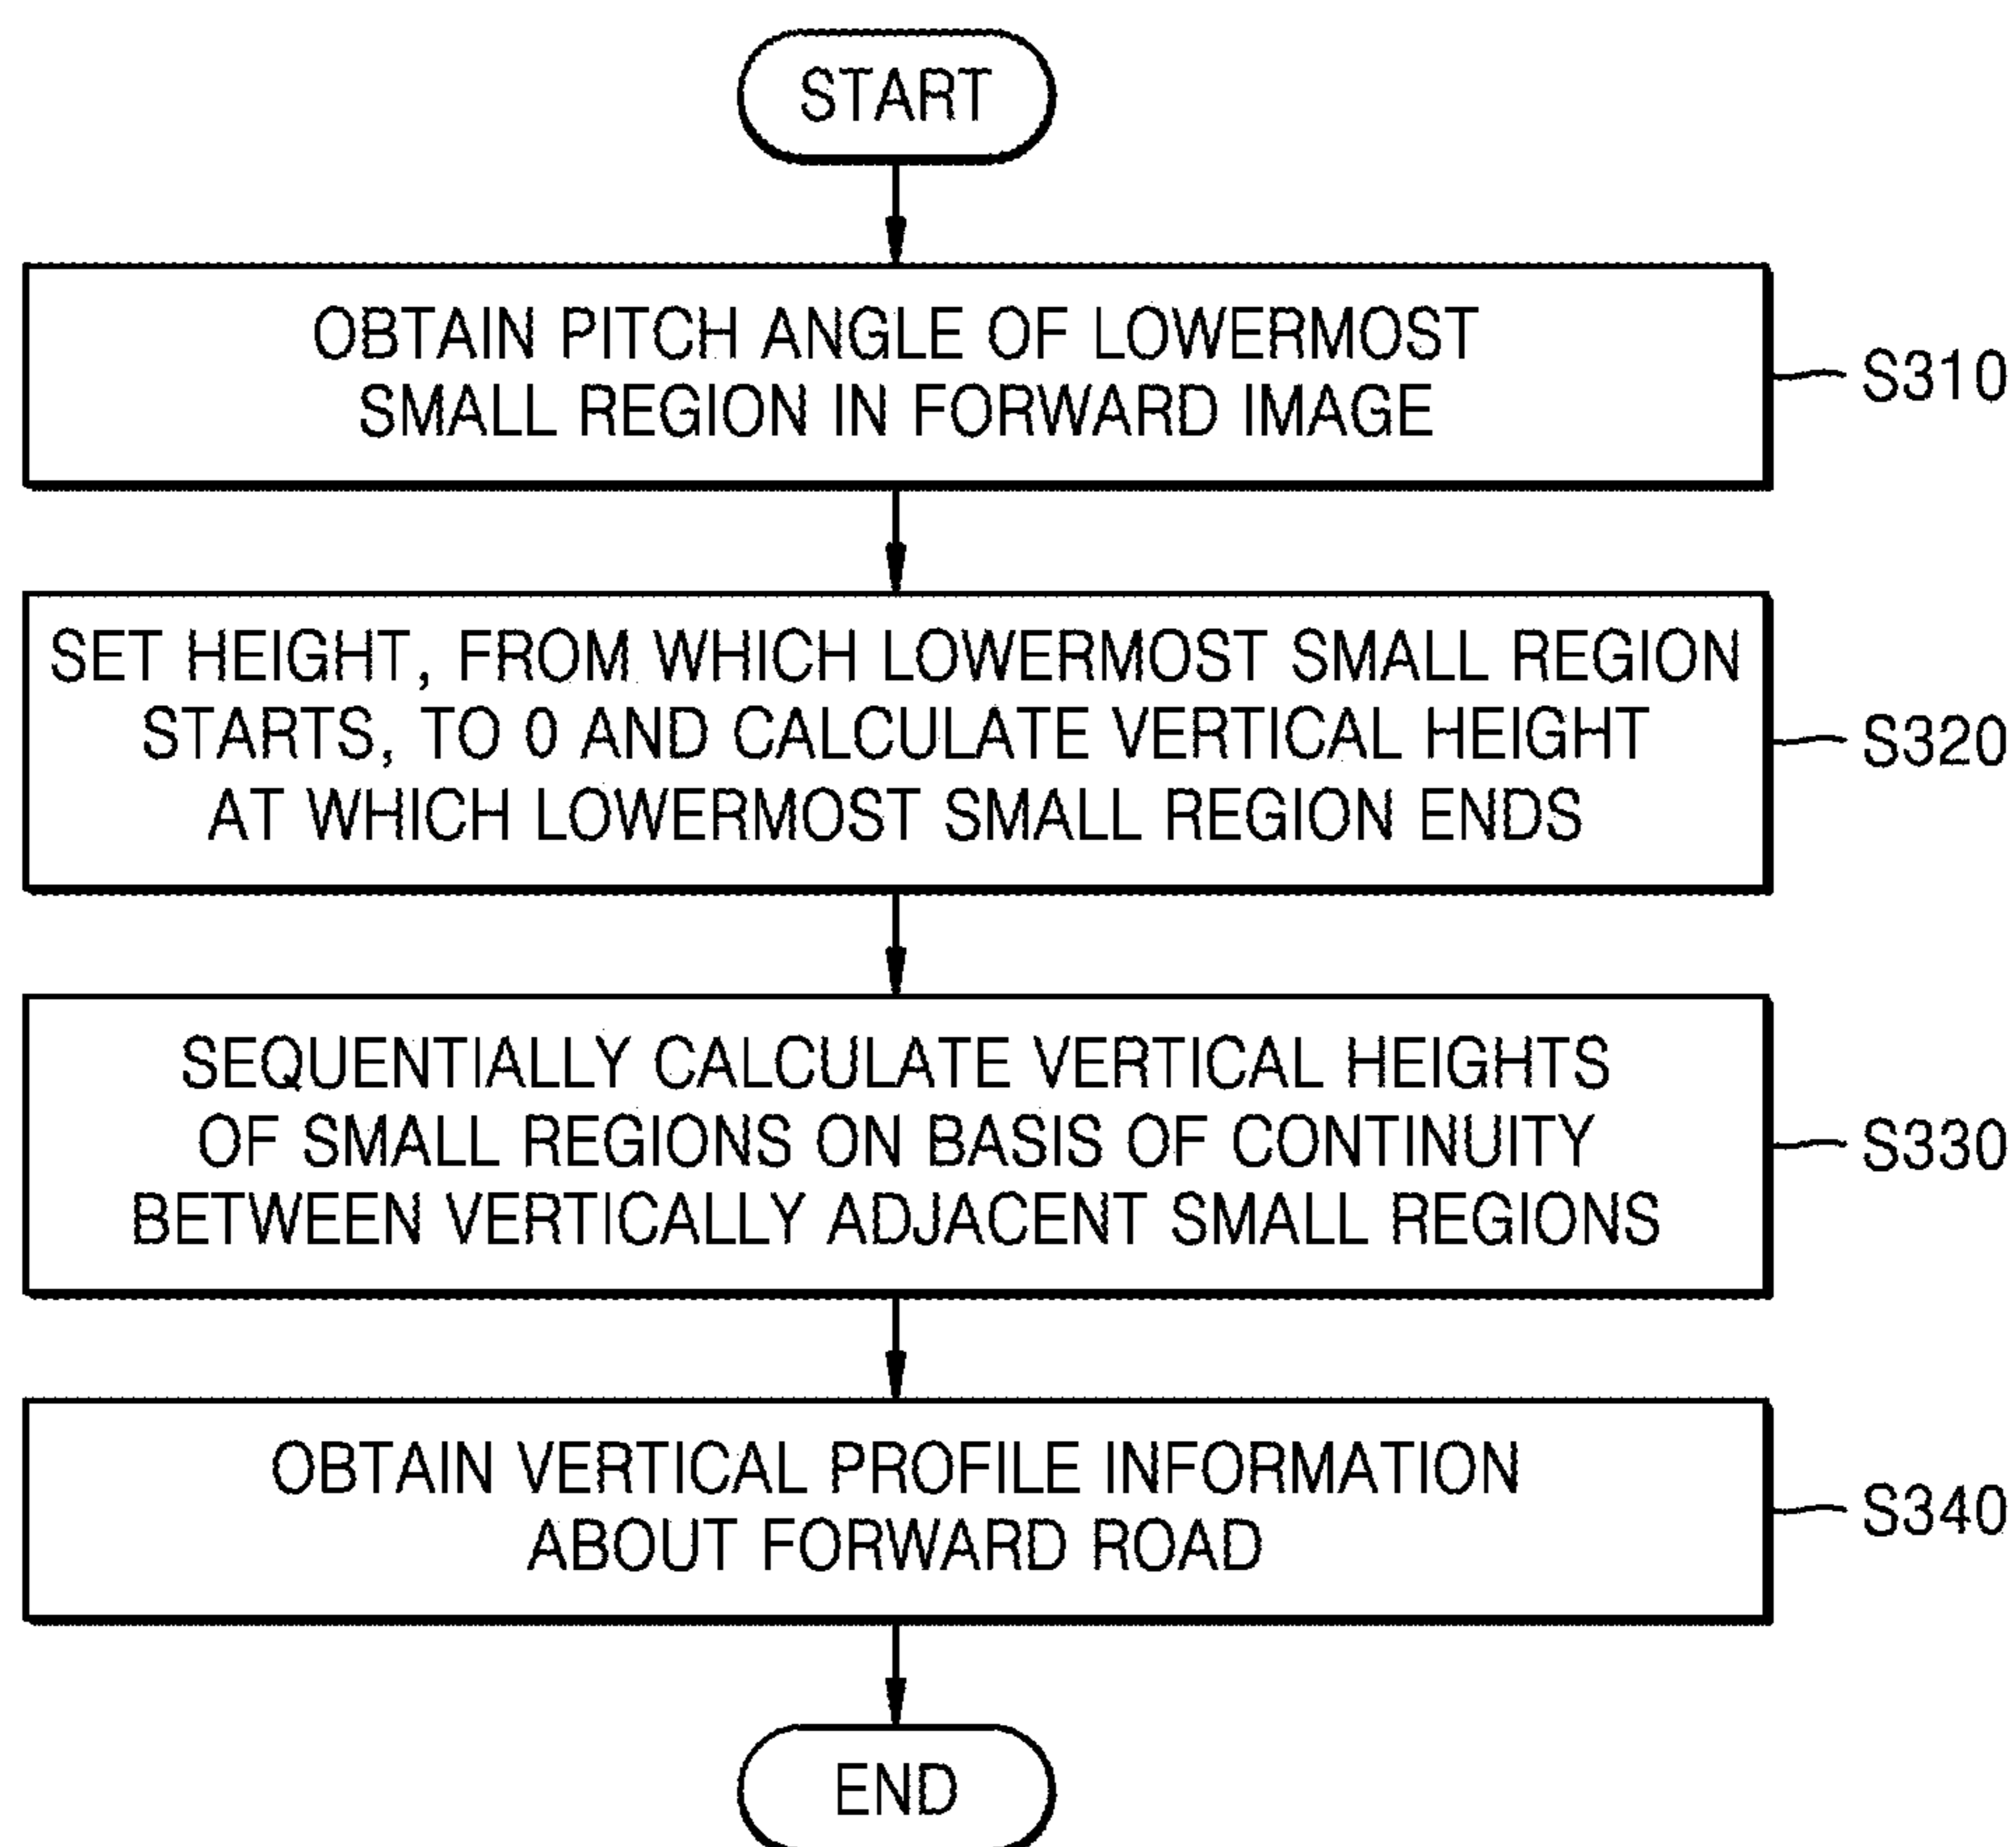 START
OBTAIN PITCH ANGLE OF LOWERMOST
SMALL REGION IN FORWARD IMAGE
S310
SET HEIGHT, FROM WHICH LOWERMOST SMALL REGION
STARTS, TO 0 AND CALCULATE VERTICAL HEIGHT
AT WHICH LOWERMOST SMALL REGION ENDS
S320
SEQUENTIALLY CALCULATE VERTICAL HEIGHTS
OF SMALL REGIONS ON BASIS OF CONTINUITY
BETWEEN VERTICALLY ADJACENT SMALL REGIONS
S330
OBTAIN VERTICAL PROFILE INFORMATION
ABOUT FORWARD ROAD
S340
END